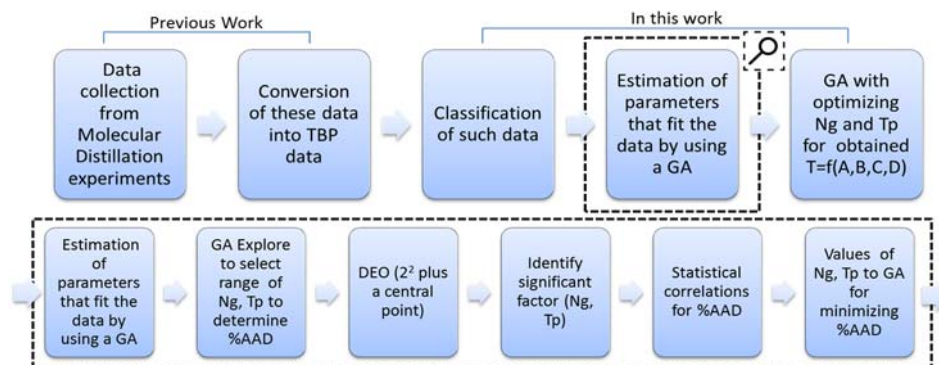 Previous Work
In this work
Data
collection
from
Molecular
Distillation
experiments
Conversion
of these data
into TBP
data
Classification
of such data
Estimation of
parameters
that fit the
data by using
a GA
GA with
optimizing
Ng and Tp
for obtained
T=f(A,B,C,D)
Estimation
of
parameters
that fit the
data by
using a GA
GA Explore
to select
range of
Ng, Tp to
determine
%AAD
DEO (2² plus
a central
point)
Identify
significant
factor (Ng,
Tp)
Statistical
correlations
for %AAD
Values of
Ng, Tp to GA
for
minimizing
%AAD